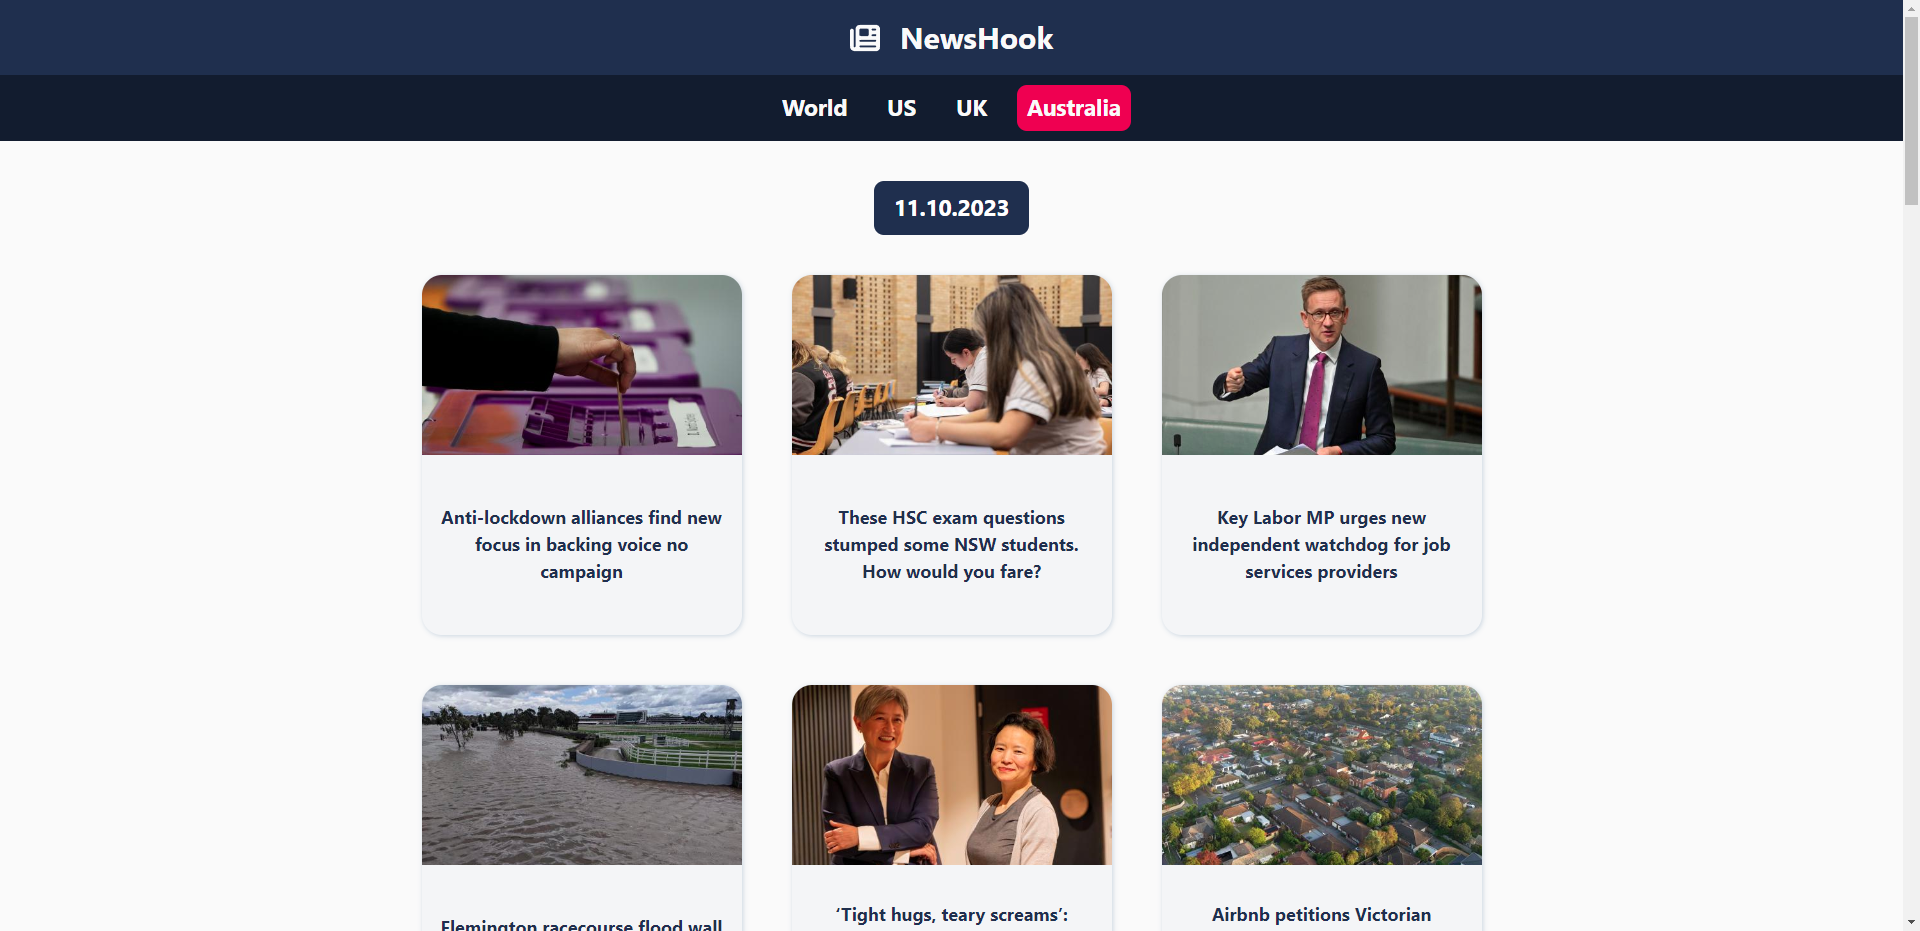 NewsHook
World US UK Australia
11.10.2023
Anti-lockdown alliances find new
focus in backing voice no
campaign
These HSC exam questions
stumped some NSW students.
How would you fare?
Key Labor MP urges new
independent watchdog for job
services providers
Flemington racecourse flood wall
‘Tight hugs, teary screams’:
Airbnb petitions Victorian